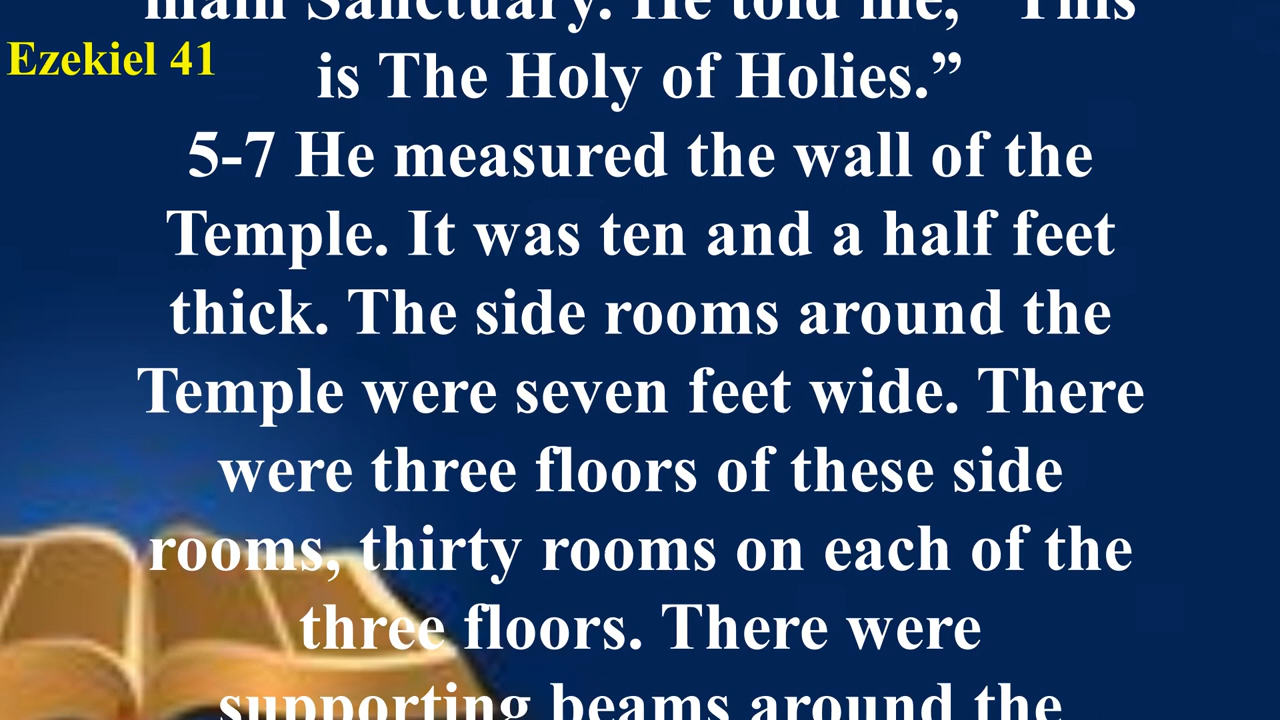 main Sanctuary. He told me, “This
Ezekiel 41
is The Holy of Holies.”
5-7 He measured the wall of the
Temple. It was ten and a half feet
thick. The side rooms around the
Temple were seven feet wide. There
were three floors of these side
rooms, thirty rooms on each of the
three floors. There were
supporting beams around the